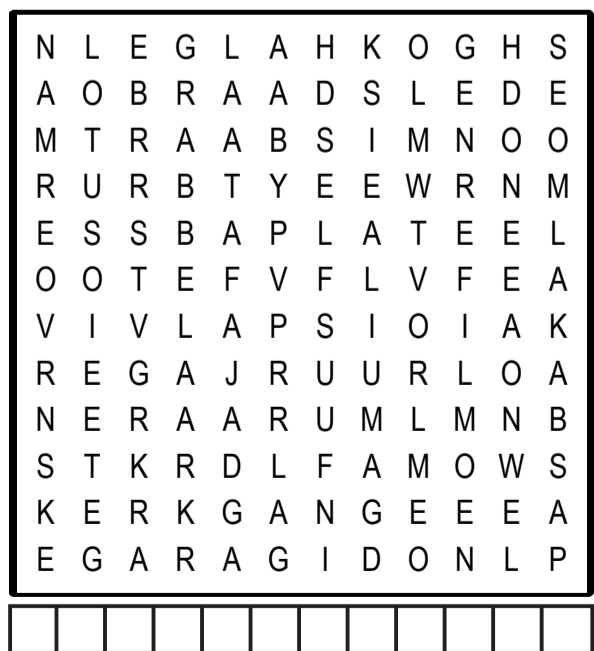 N L E G L A H K O G H S
A O B R A A D S L E D E
M T R A A B S I M N O O
R U R B T Y E E W R N M
E S S B A P L A T E E L
O O T E F V F L V F E A
V I V L A P S I O I A K
R E G A J R U U R L O A
N E R A A R U M L M N B
S T K R D L F A M O W S
K E R K G A N G E E E A
E G A R A G I D O N L P